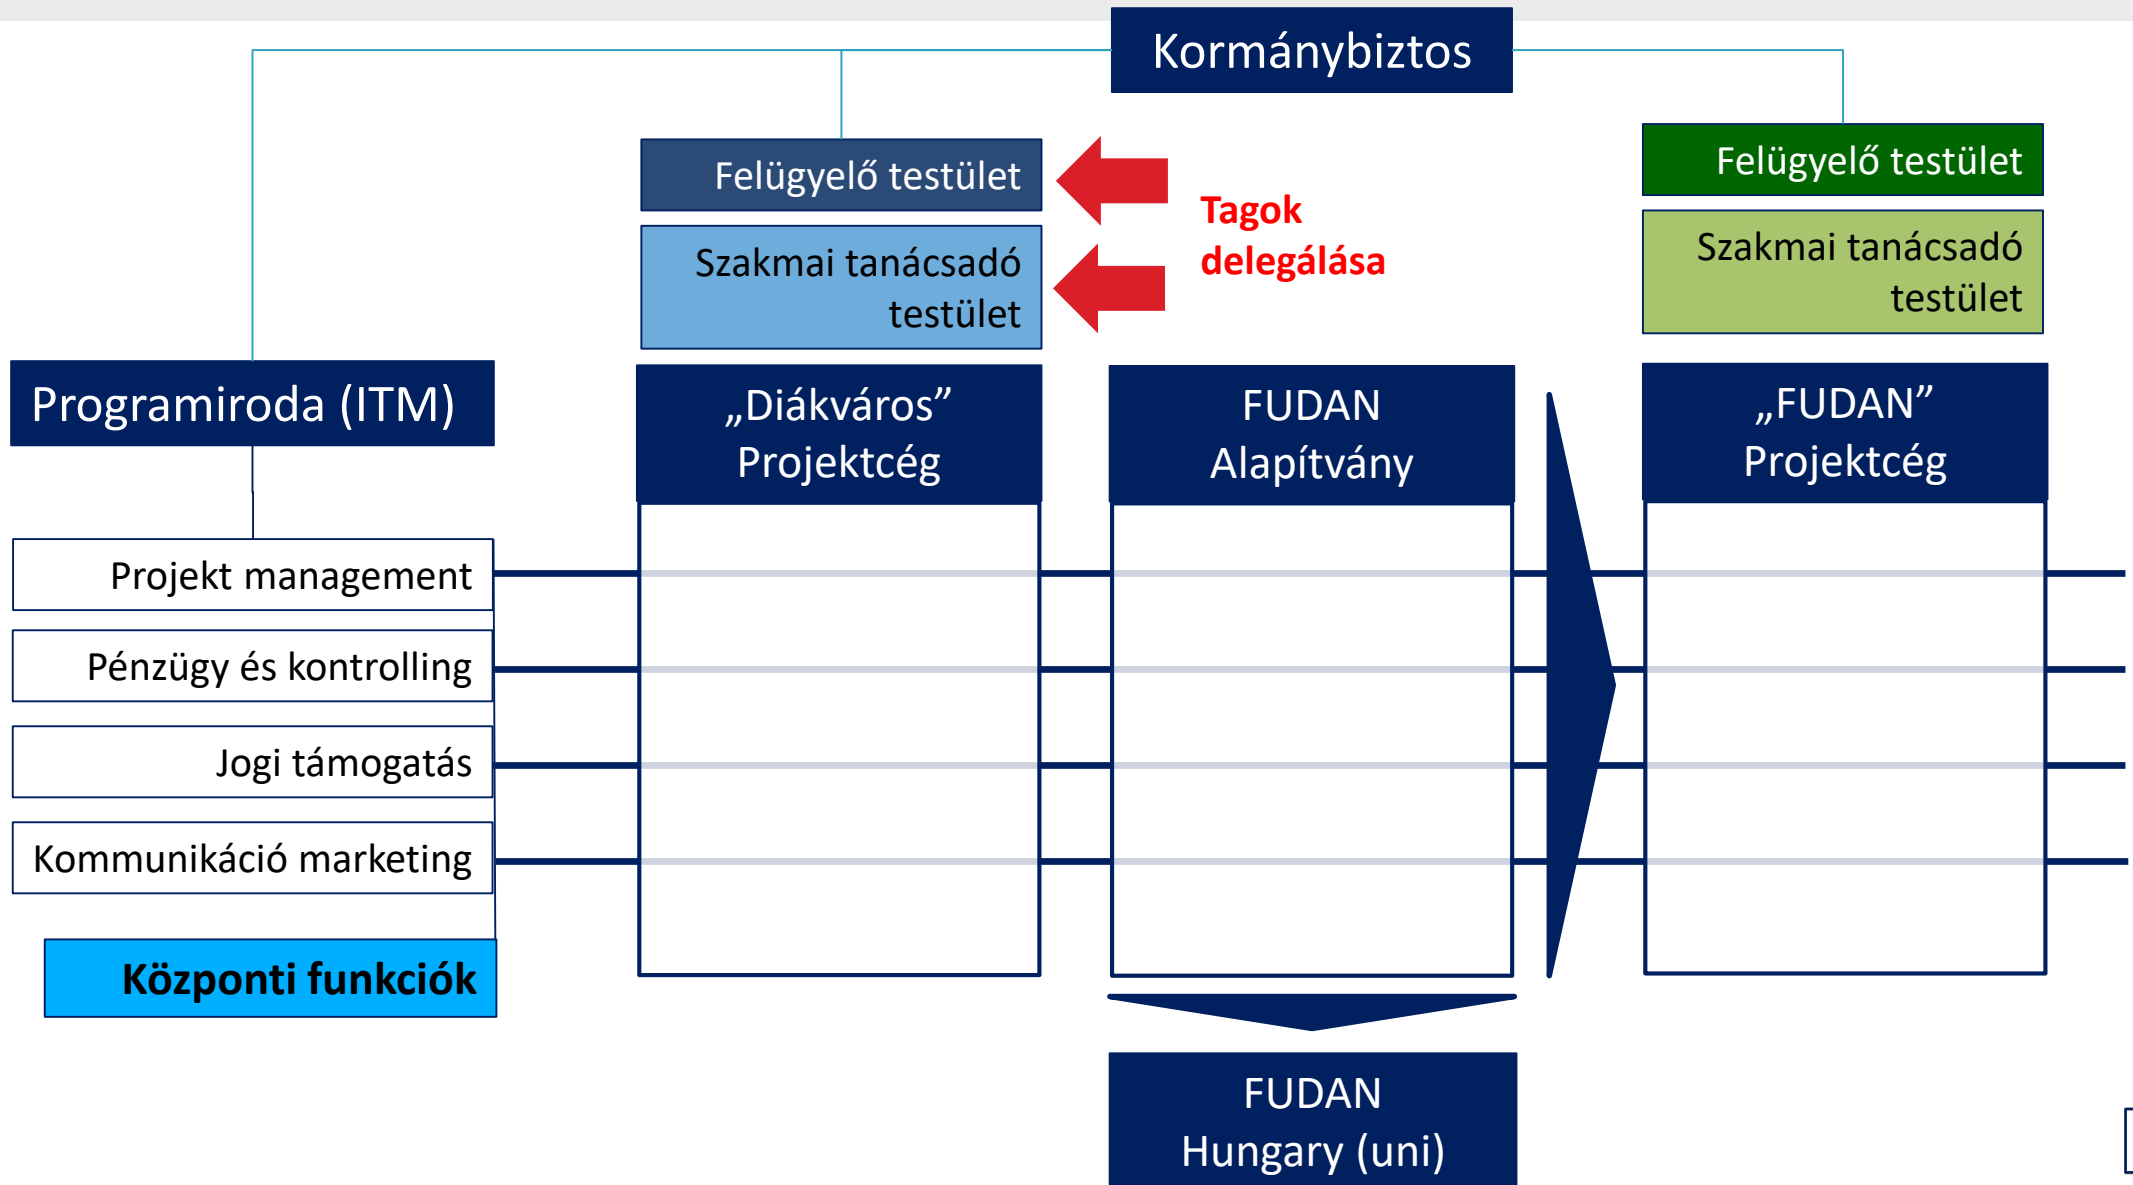 Kormánybiztos
Felügyelő testület
Felügyelő testület
Tagok
delegálása
Szakmai tanácsadó
testület
Szakmai tanácsadó
testület
Programiroda (ITM)
„Diákváros”
Projektcég
FUDAN
Alapítvány
„FUDAN”
Projektcég
Projekt management
Pénzügy és kontrolling
Jogi támogatás
Kommunikáció marketing
Központi funkciók
FUDAN
Hungary (uni)